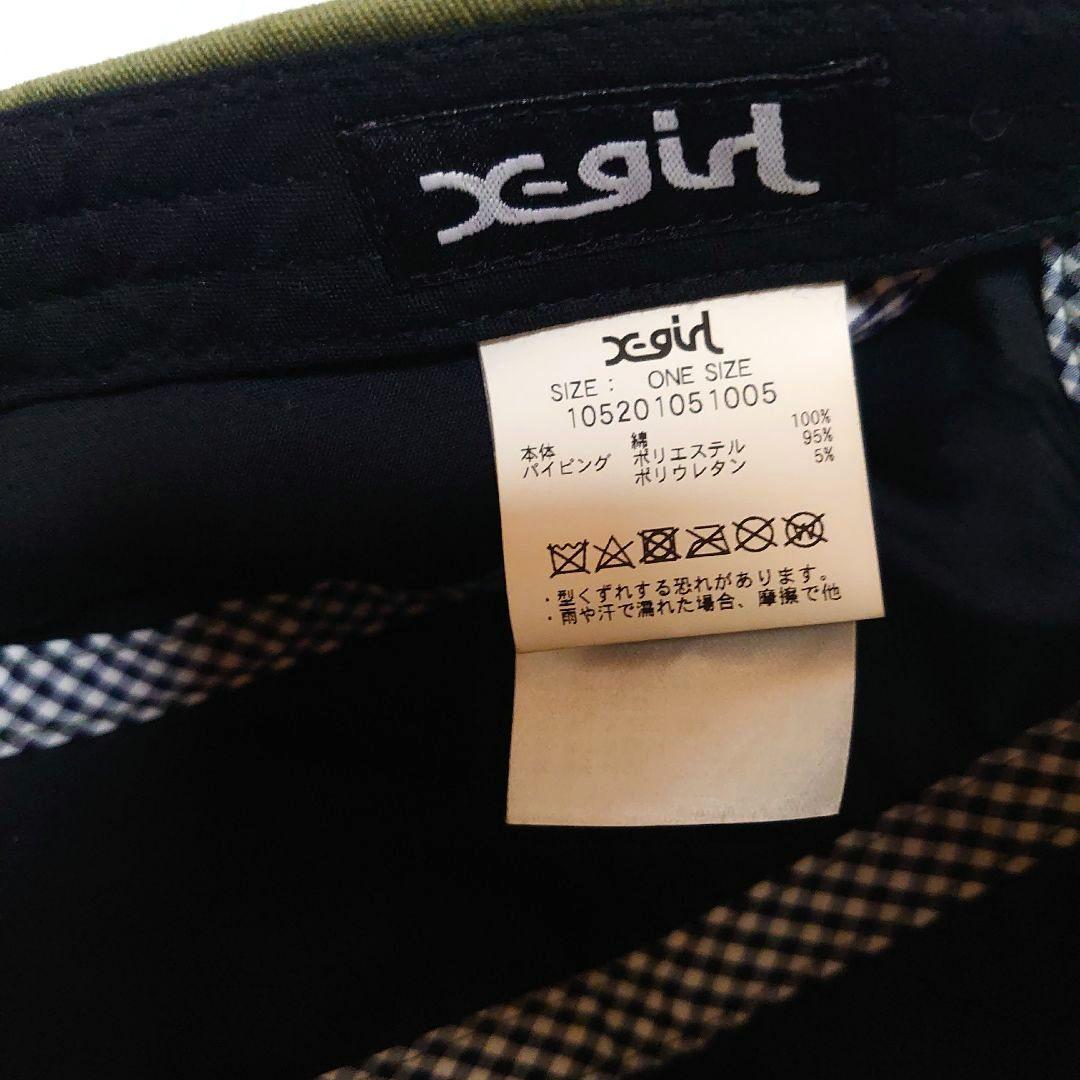 X-girl
X-girl
SIZE : ONE SIZE
105201051005
本体 綿 100%
パイピング ポリエステル 95%
ポリウレタン 5%
・型くずれする恐れがあります。
・雨や汗で濡れた場合、摩擦で他